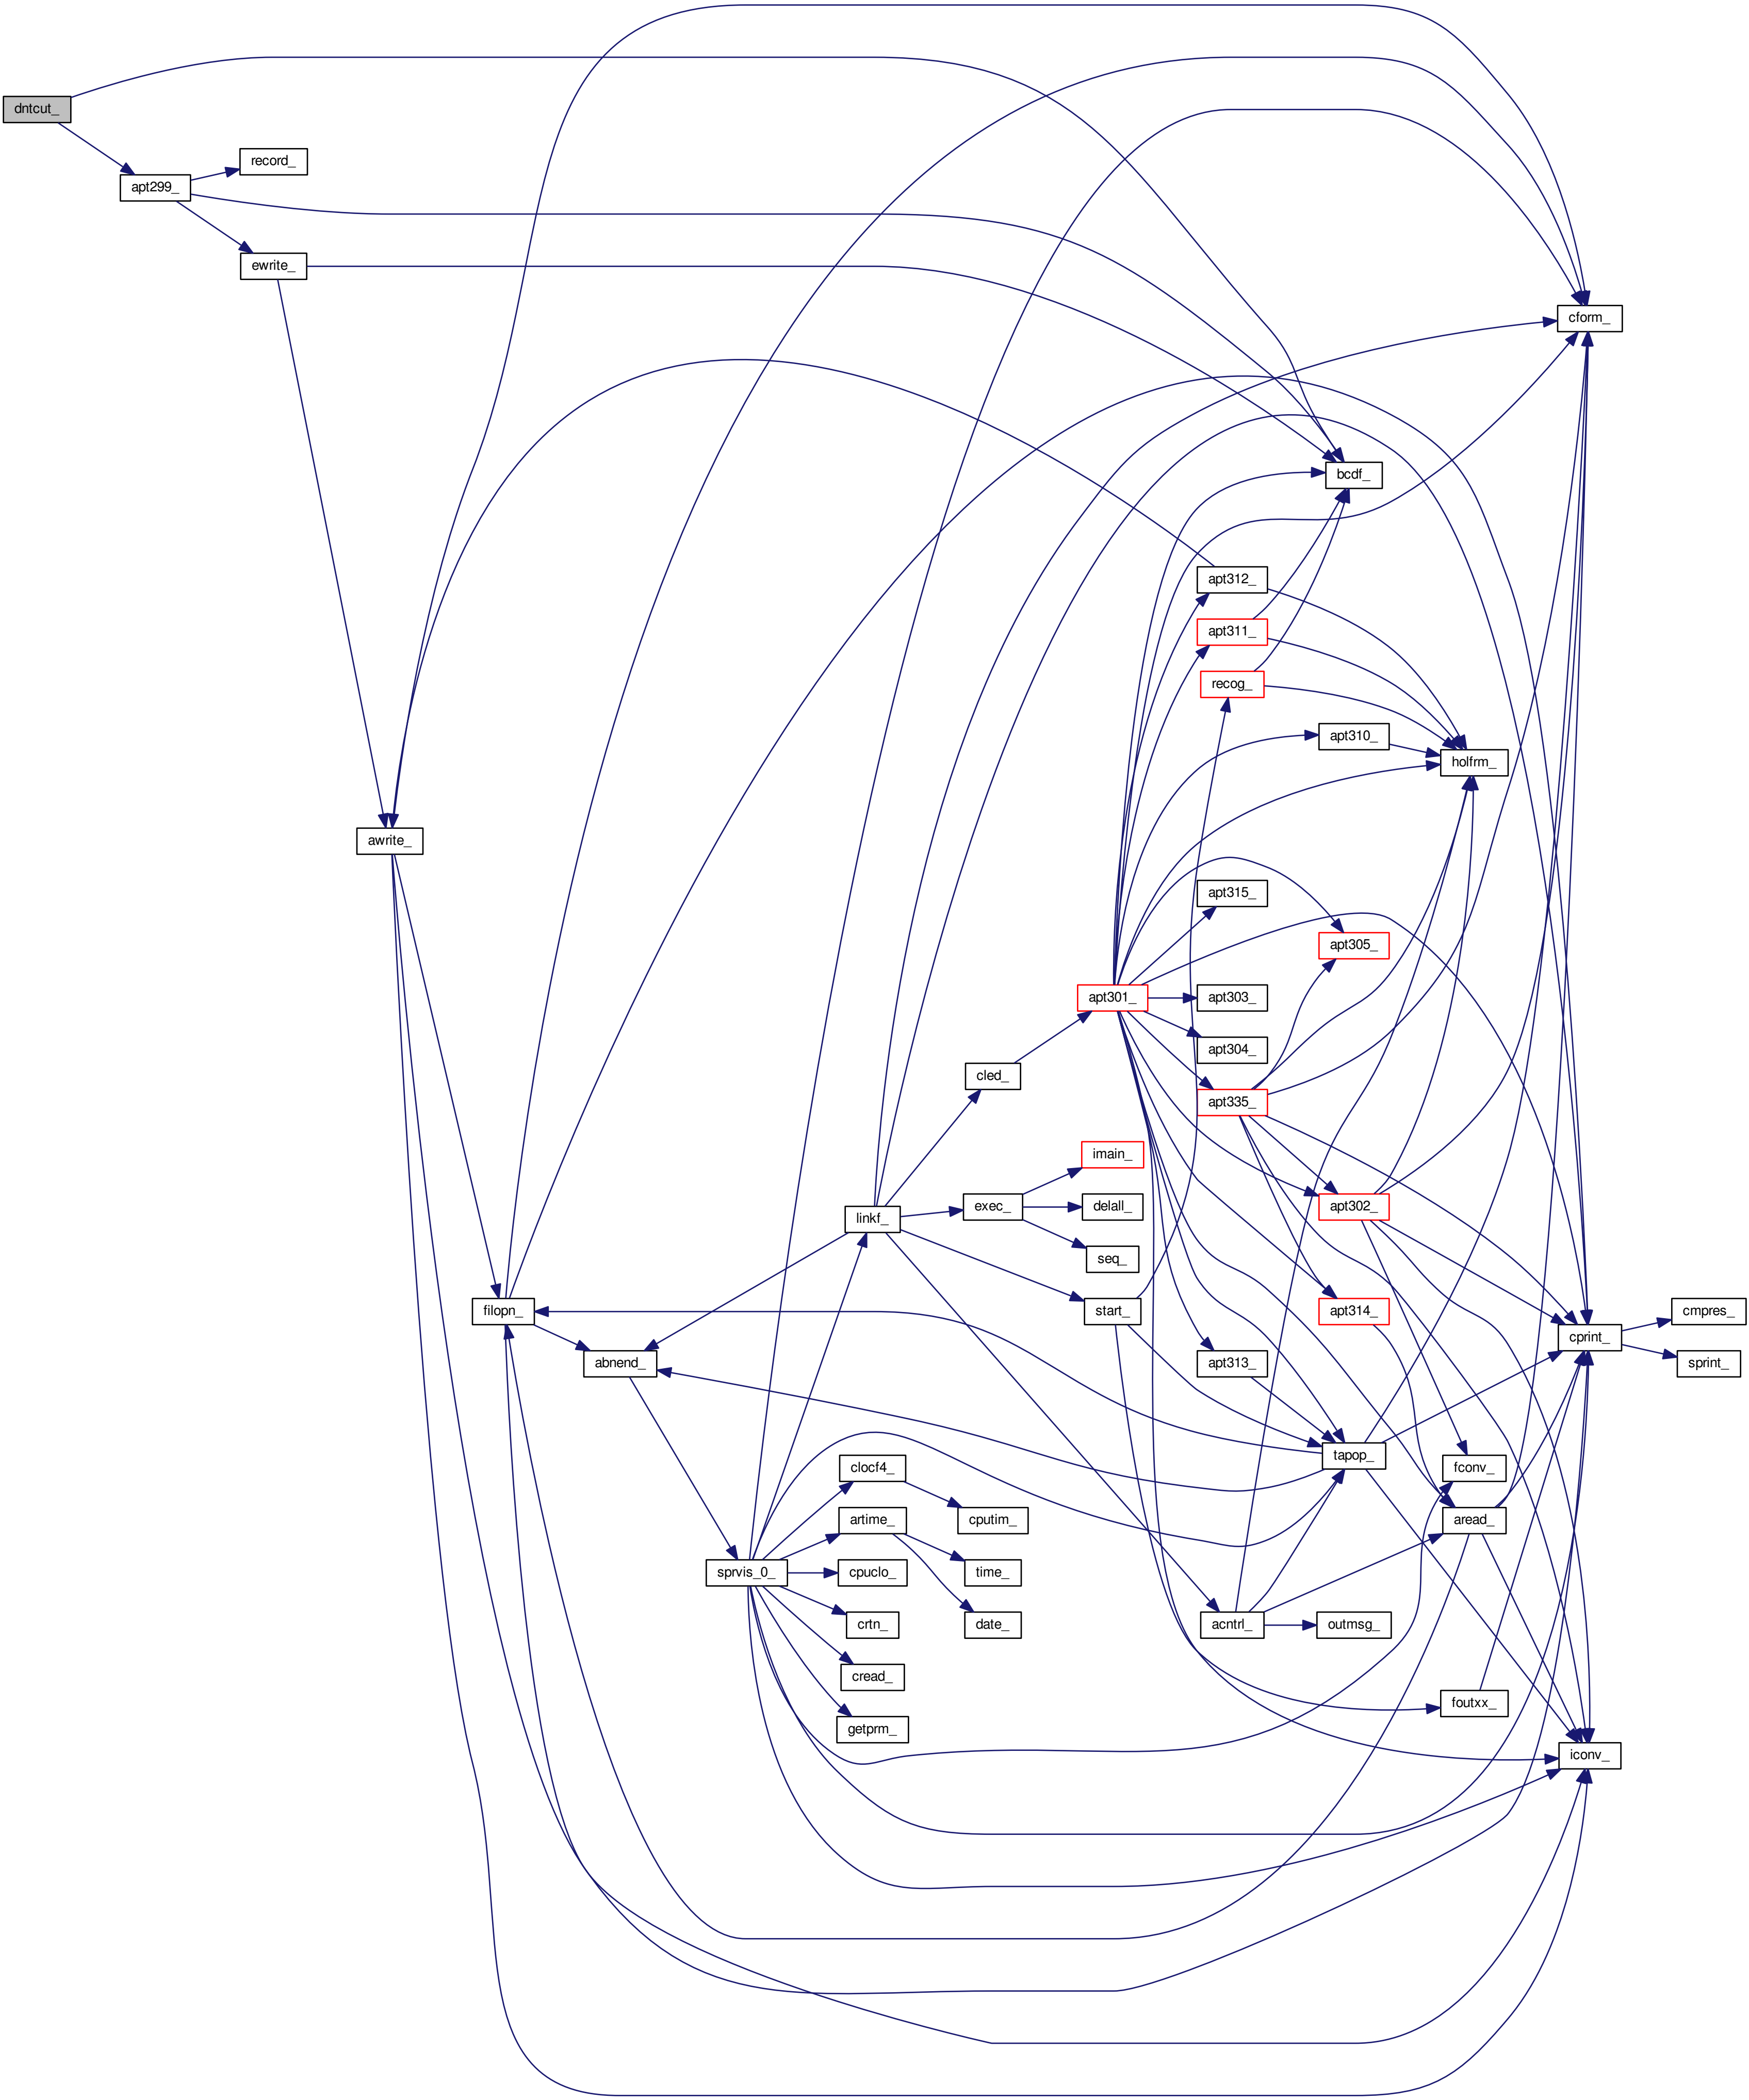 dntcut_
record_
apt299_
ewrite_
cform_
bcdf_
apt312_
apt311_
recog_
apt310_
holfrm_
awrite_
apt315_
apt305_
apt301_
apt303_
apt304_
cled_
apt335_
imain_
exec_
delall_
apt302_
linkf_
seq_
filopn_
start_
apt314_
cmpres_
cprint_
abnend_
apt313_
sprint_
tapop_
clocf4_
fconv_
artime_
cputim_
aread_
sprvis_0_
cpuclo_
time_
crtn_
date_
acntrl_
outmsg_
cread_
foutxx_
getprm_
iconv_